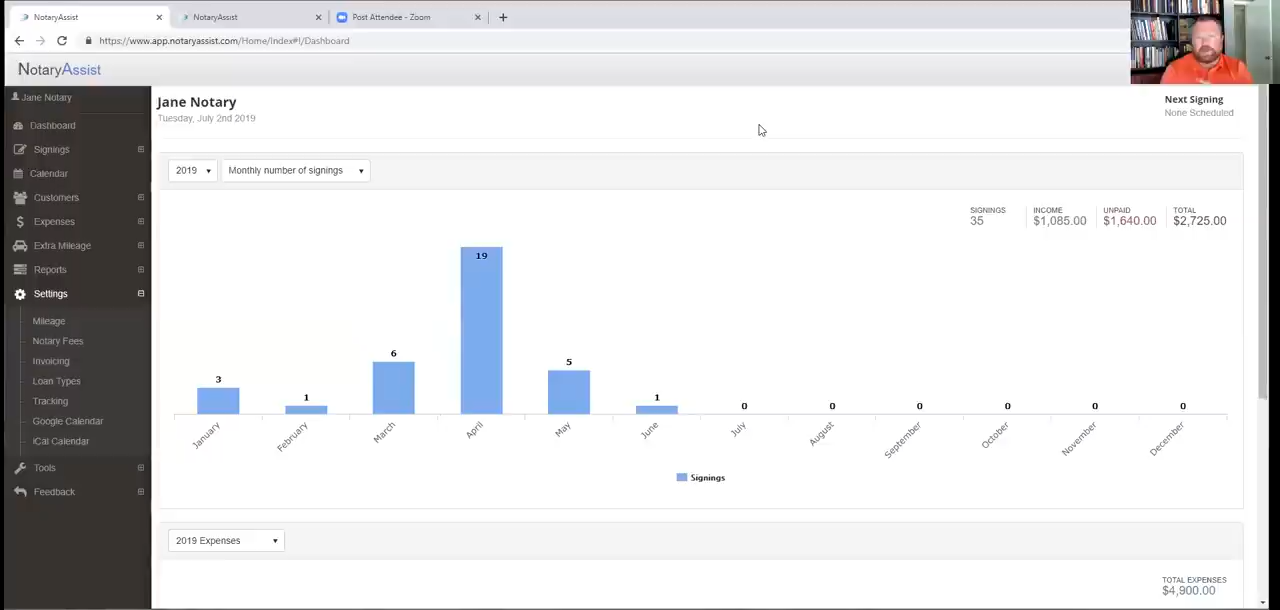 NotaryAssist
NotaryAssist
Post Attendee - Zoom
https://www.app.notaryassist.com/Home/Index#!/Dashboard
NotaryAssist
Jane Notary
Dashboard
Signings
Calendar
Customers
Expenses
Extra Mileage
Reports
Settings
Mileage
Notary Fees
Invoicing
Loan Types
Tracking
Google Calendar
iCal Calendar
Tools
Feedback
Jane Notary
Tuesday, July 2nd 2019
Next Signing
None Scheduled
2019
Monthly number of signings
SIGNINGS INCOME UNPAID TOTAL
35 $1,085.00 $1,640.00 $2,725.00
3 1 6 19 5 1 0 0 0 0 0 0
January February March April May June July August September October November December
Signings
2019 Expenses
TOTAL EXPENSES
$4,900.00